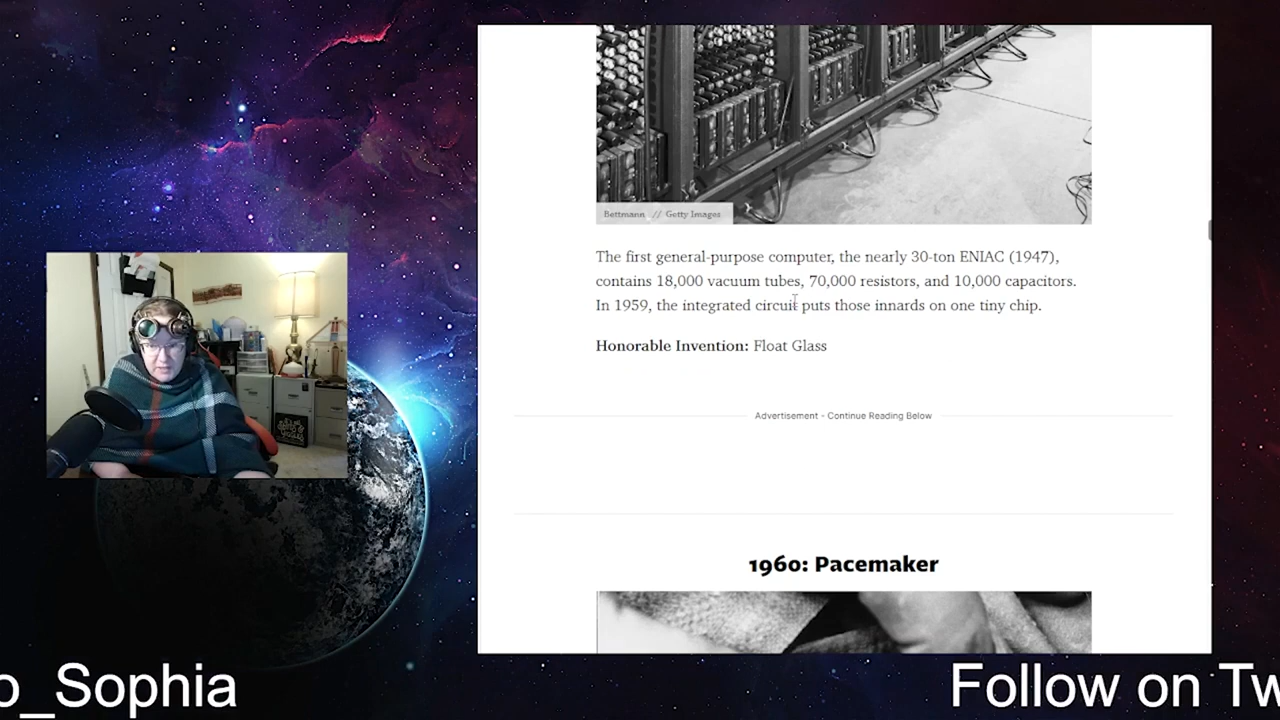 Bettmann // Getty Images
The first general-purpose computer, the nearly 30-ton ENIAC (1947),
contains 18,000 vacuum tubes, 70,000 resistors, and 10,000 capacitors.
In 1959, the integrated circuit puts those innards on one tiny chip.
Honorable Invention: Float Glass
Advertisement - Continue Reading Below
1960: Pacemaker
o_Sophia
Follow on Tw